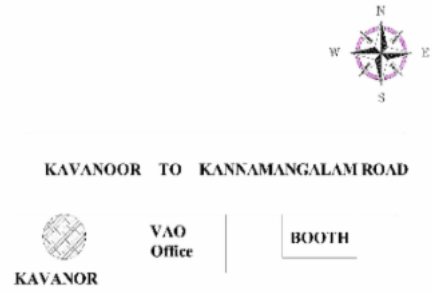 N
W E
S
KAVANOOR TO KANNAMANGALAM ROAD
VAO
Office
BOOTH
KAVANOR